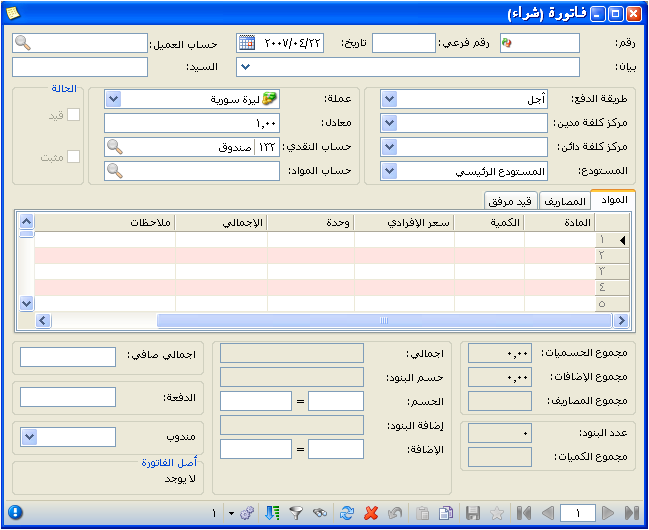 فاتورة (شراء)
رقم: رقم فرعي: تاريخ: ٢٠٠٧/٠٤/٢٢ حساب العميل:
بيان: السيد:
طريقة الدفع: آجل
مركز كلفة مدين:
مركز كلفة دائن:
المستودع: المستودع الرئيسي
عملة: ليرة سورية
معادل: ١,٠٠
حساب النقدي: ١٢٢ صندوق
حساب المواد:
الحالة
قيد
مثبت
المواد المصاريف قيد مرفق
المادة الكمية سعر الإفرادي وحدة الإجمالي ملاحظات
١
٢
٣
٤
٥
مجموع الحسميات: ٠,٠٠
مجموع الإضافات: ٠,٠٠
مجموع المصاريف:
عدد البنود: ٠
مجموع الكميات:
اجمالي:
حسم البنود:
الحسم: =
إضافة البنود:
الإضافة: =
اجمالي صافي:
الدفعة:
مندوب
أصل الفاتورة
لا يوجد
١ ١